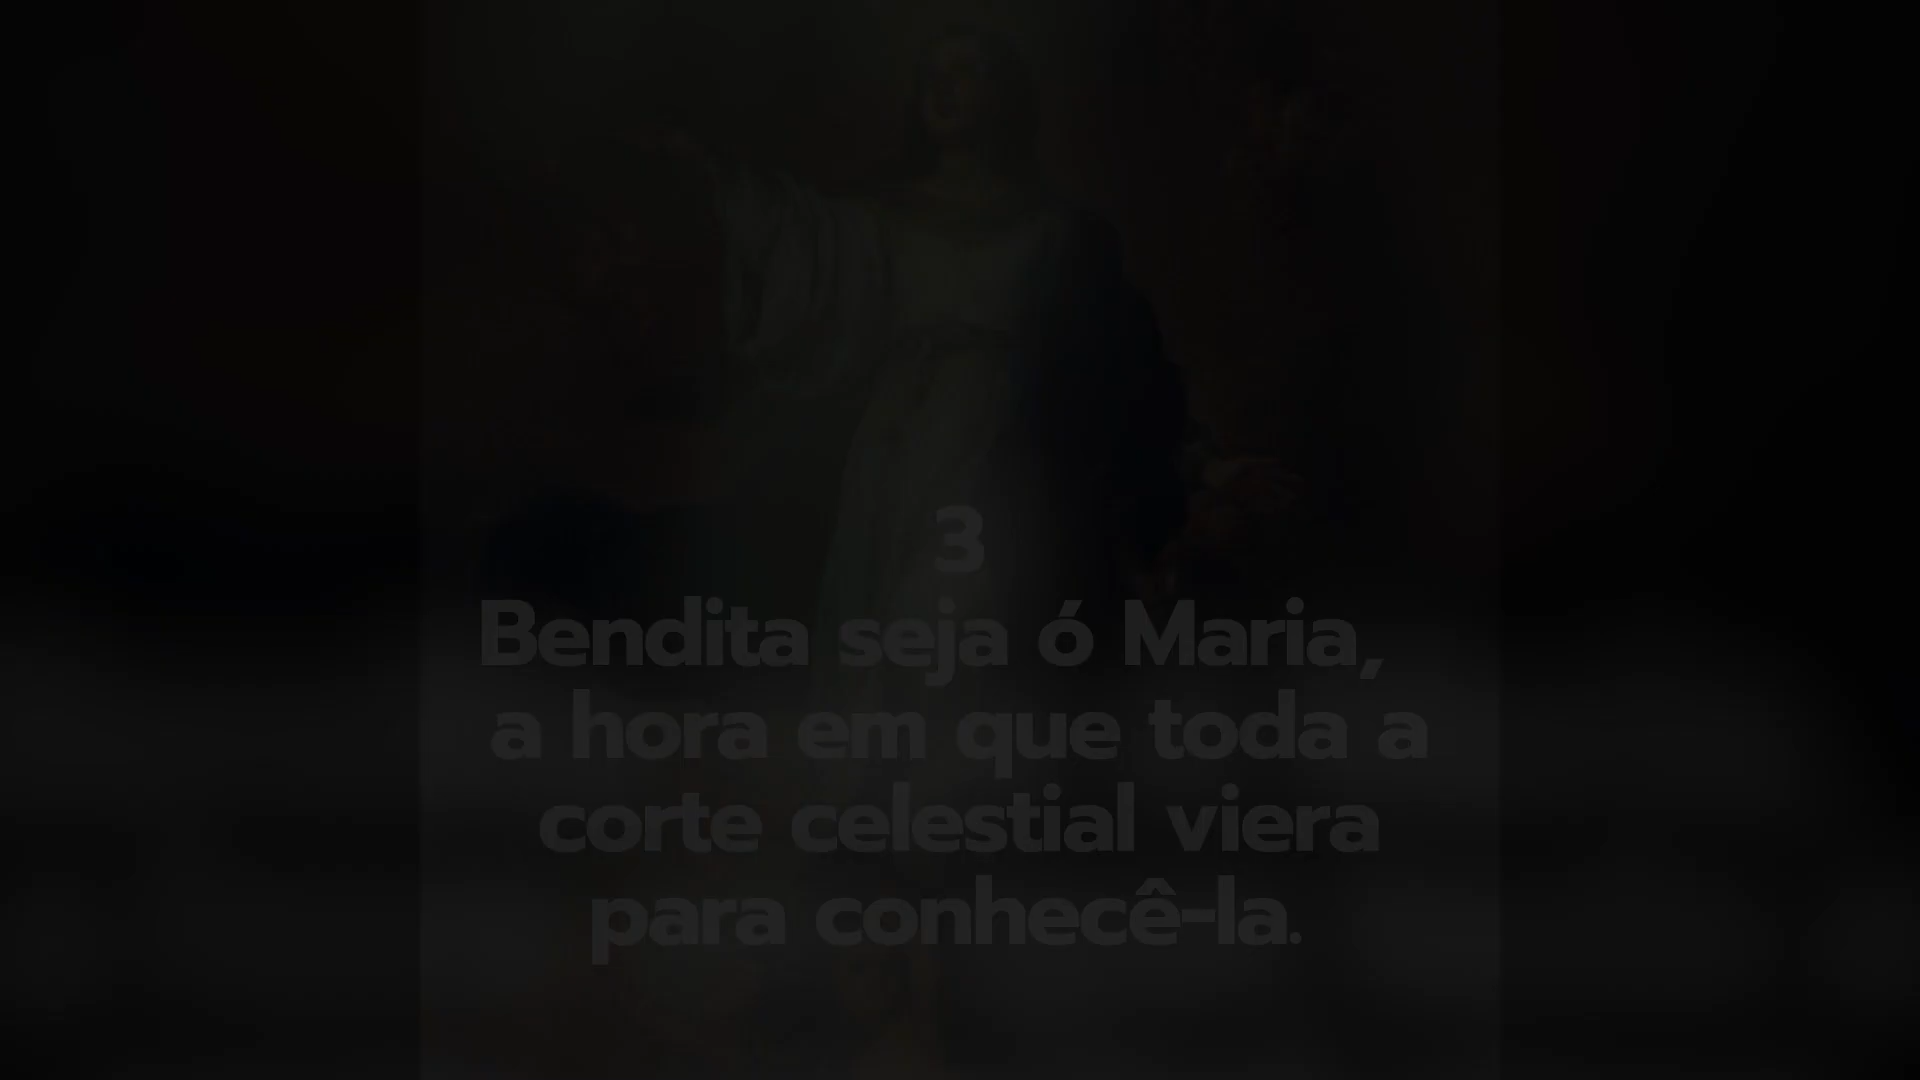 3
Bendita seja ó Maria,
a hora em que toda a
corte celestial viera
para conhecê-la.